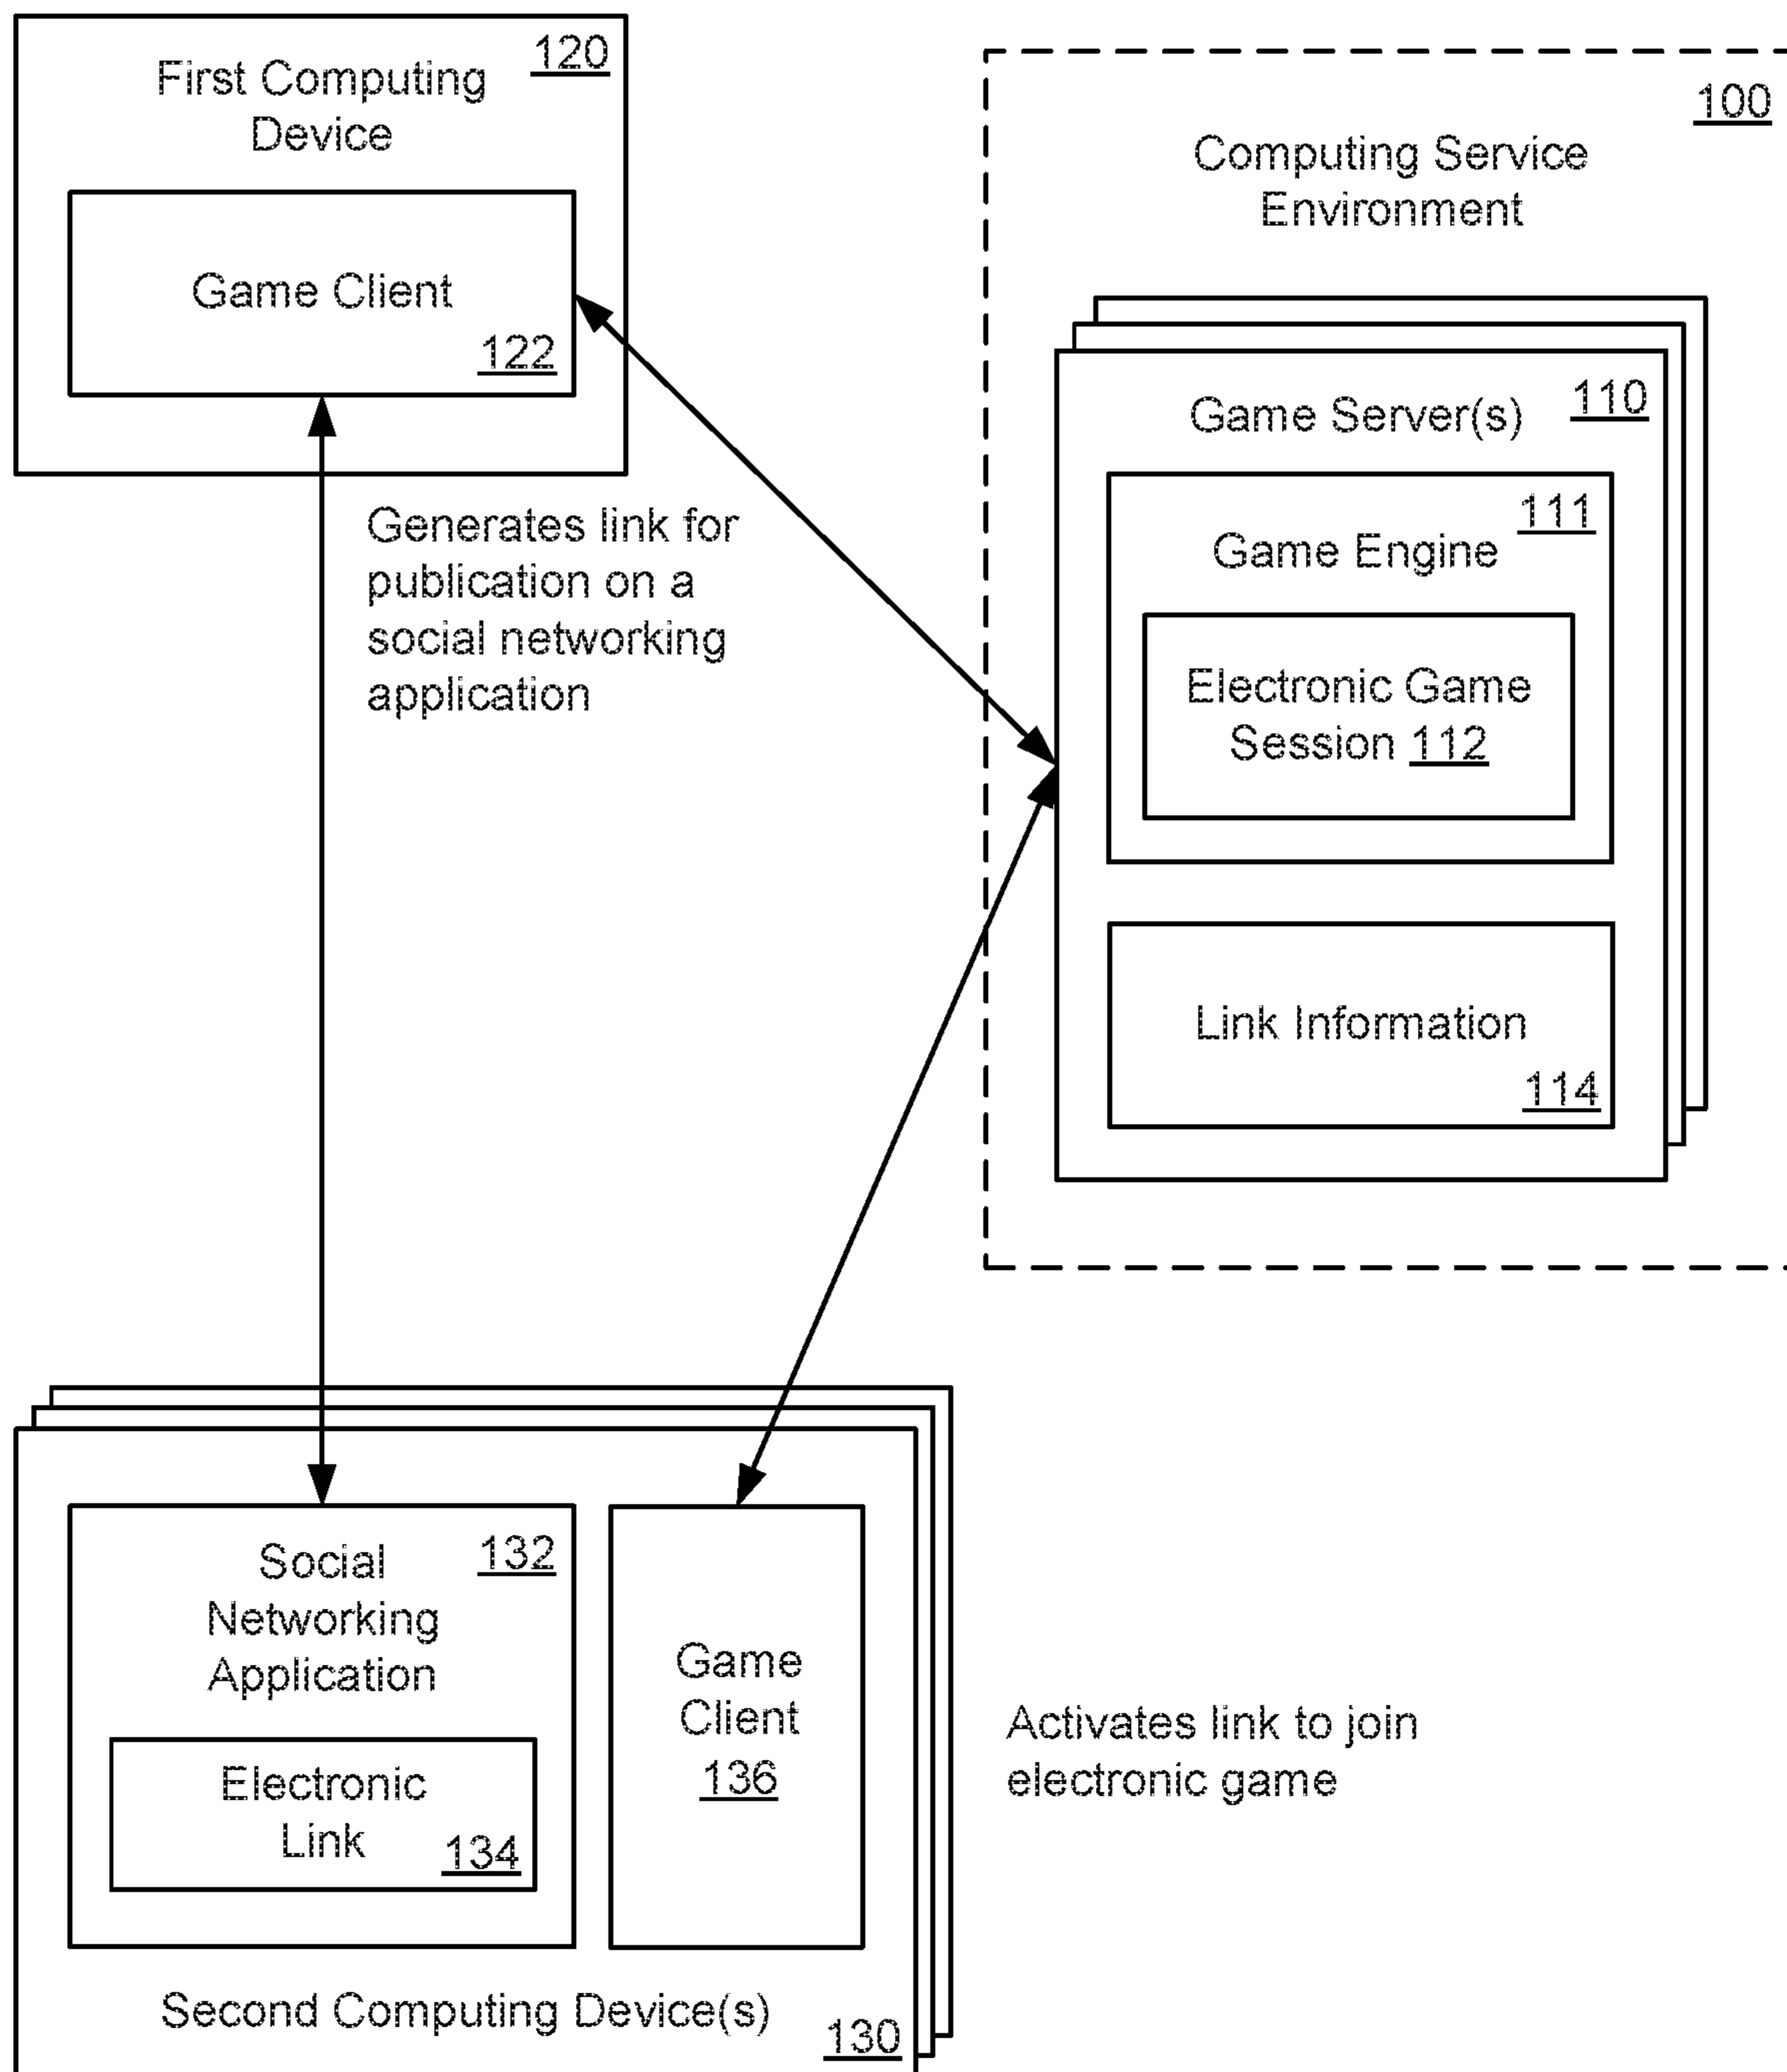 120
First Computing
Device
Game Client
122
100
Computing Service
Environment
110
Game Server(s)
111
Game Engine
Electronic Game
Session 112
Link Information
114
Generates link for
publication on a
social networking
application
132
Social
Networking
Application
Electronic
Link
134
Game
Client
136
Second Computing Device(s)
130
Activates link to join
electronic game